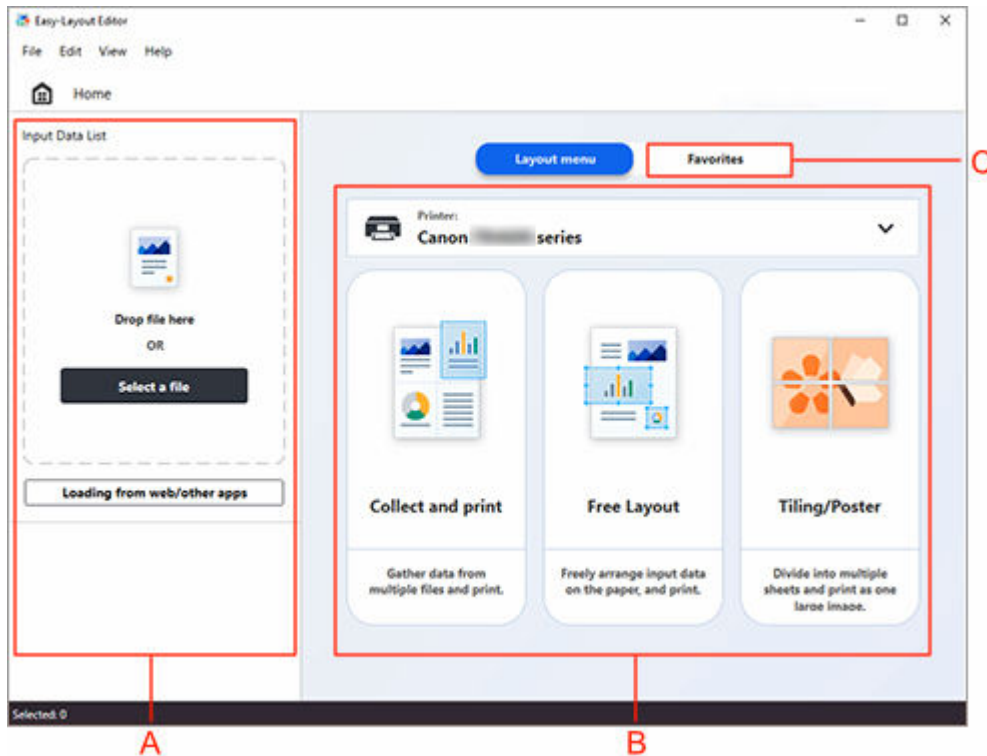 Easy-Layout Editor
File Edit View Help
Home
Input Data List
Drop file here
OR
Select a file
Loading from web/other apps
Layout menu
Favorites
C
Printer:
Canon series
Collect and print
Gather data from
multiple files and print.
Free Layout
Freely arrange input data
on the paper, and print.
Tiling/Poster
Divide into multiple
sheets and print as one
large image.
Selected: 0
A
B